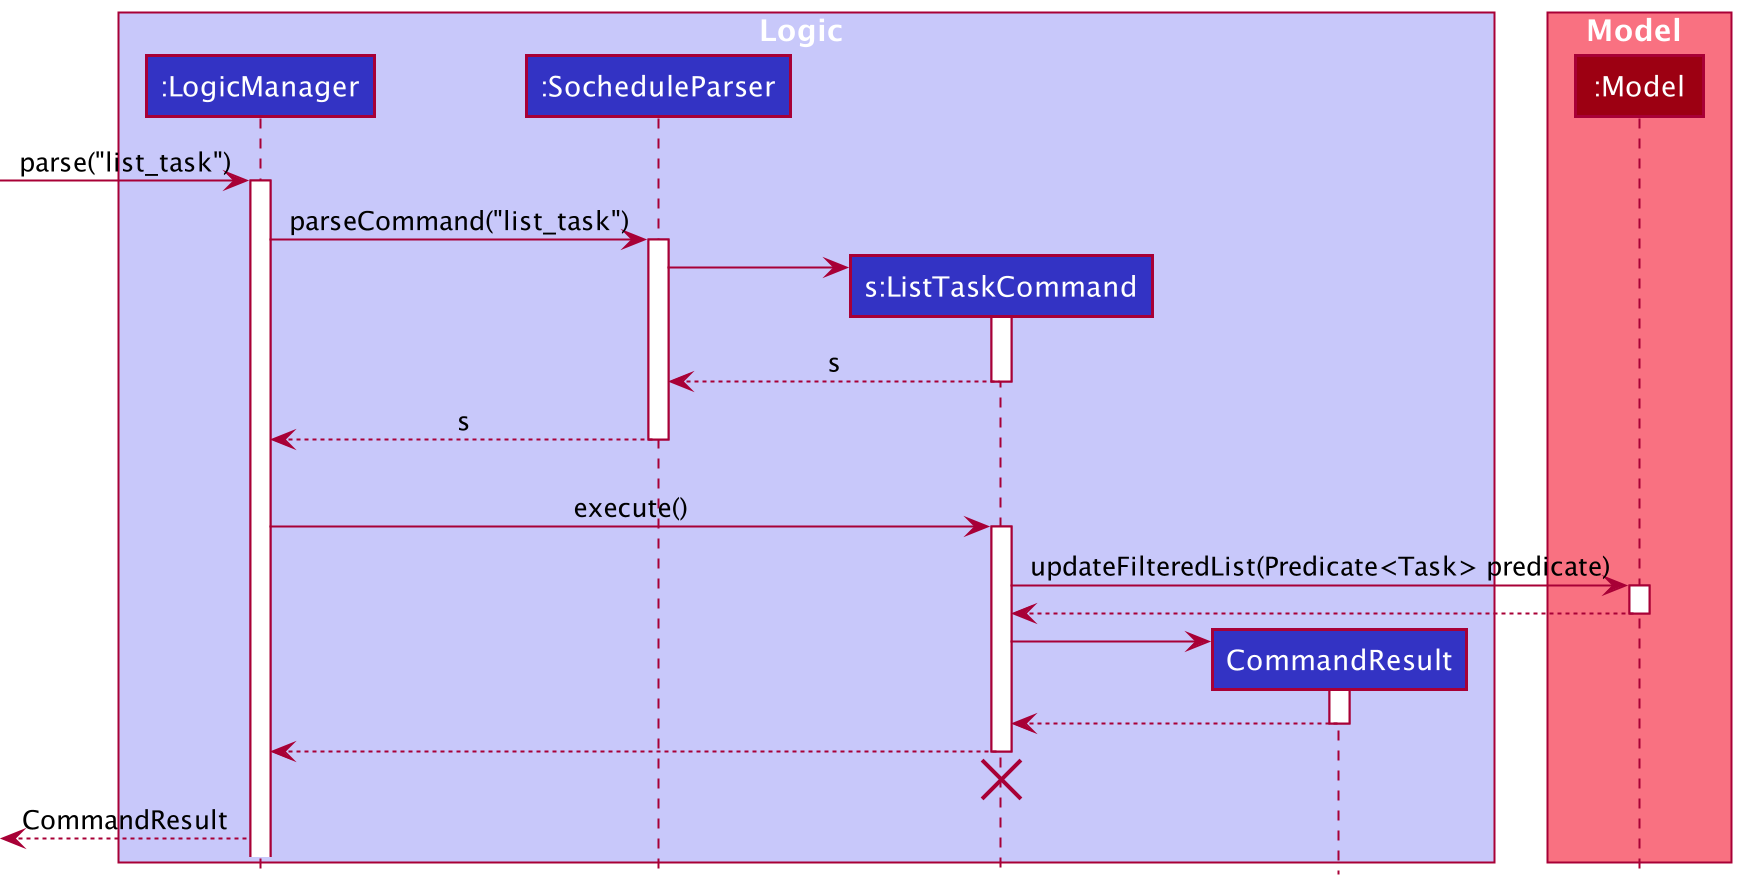 Logic
Model
:LogicManager
:SocheduleParser
:Model
parse("list_task")
parseCommand("list_task")
s:ListTaskCommand
s
s
execute()
updateFilteredList(Predicate<Task> predicate)
CommandResult
CommandResult